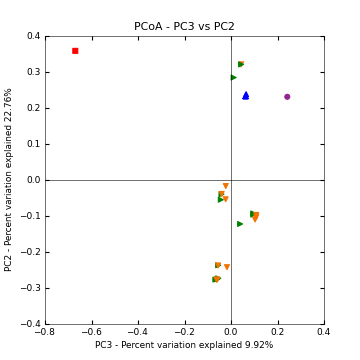 PCoA - PC3 vs PC2
PC2 - Percent variation explained 22.76%
0.4
0.3
0.2
0.1
0.0
−0.1
−0.2
−0.3
−0.4
−0.8 −0.6 −0.4 −0.2 0.0 0.2 0.4
PC3 - Percent variation explained 9.92%